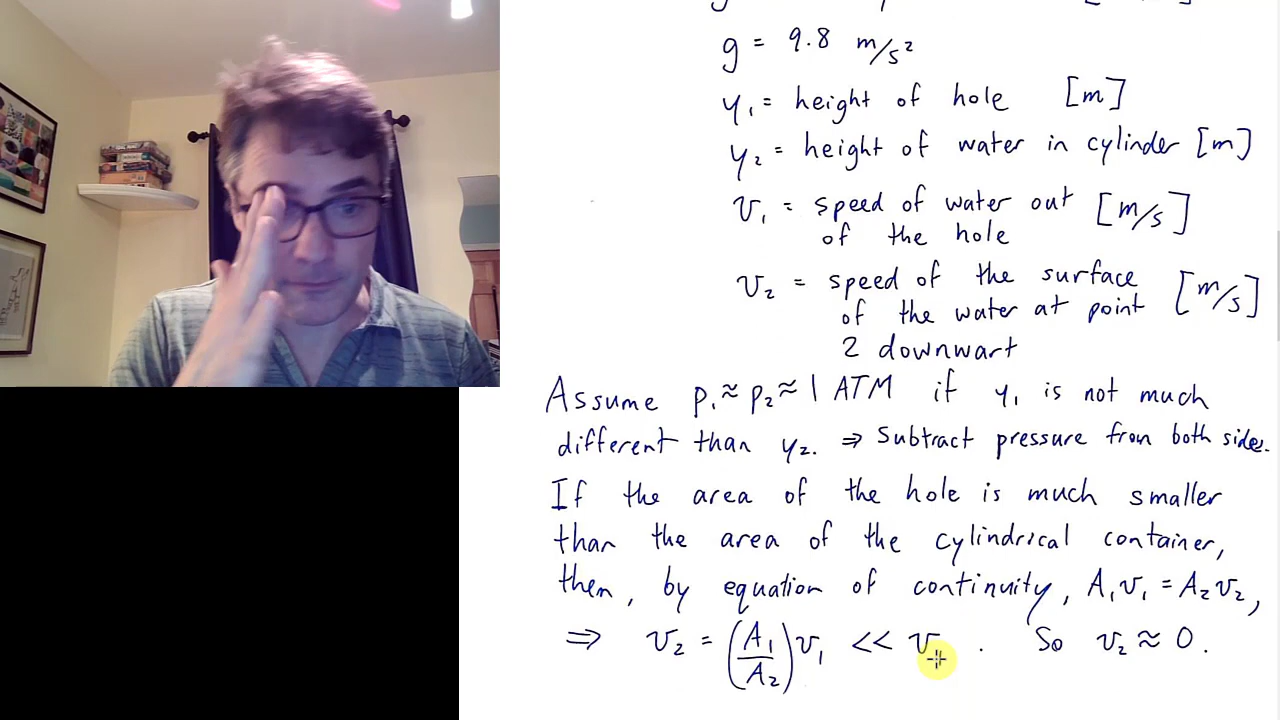 g = 9.8 m/s²
y₁ = height of hole [m]
y₂ = height of water in cylinder [m]
v₁ = speed of water out [m/s]
of the hole
v₂ = speed of the surface [m/s]
of the water at point
2 downwart
Assume p₁ ≈ p₂ ≈ 1 ATM if y₁ is not much
different than y₂. ⇒ Subtract pressure from both sides.
If the area of the hole is much smaller
than the area of the cylindrical container,
then, by equation of continuity, A₁v₁ = A₂v₂,
⇒ v₂ = (A₁/A₂)v₁ << v . So v₂ ≈ 0.